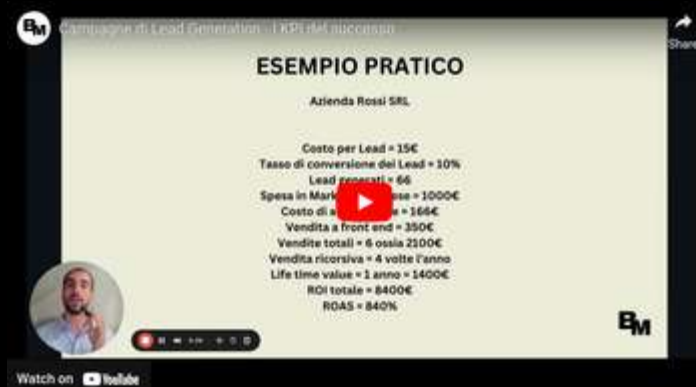 BM
Campagne di Lead Generation - I KPI del successo
Share
ESEMPIO PRATICO
Azienda Rossi SRL
Costo per Lead = 15€
Tasso di conversione dei Lead = 10%
Lead generati = 66
Spesa in Mark ose = 1000€
Costo di a e = 166€
Vendita a front end = 350€
Vendite totali = 6 ossia 2100€
Vendita ricorsiva = 4 volte l'anno
Life time value = 1 anno = 1400€
ROI totale = 8400€
ROAS = 840%
BM
Watch on YouTube